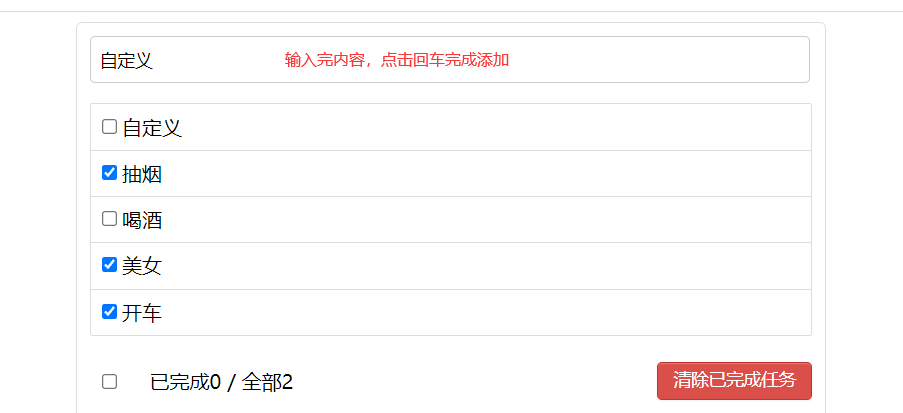 自定义 输入完内容，点击回车完成添加
自定义
抽烟
喝酒
美女
开车
已完成0 / 全部2 清除已完成任务